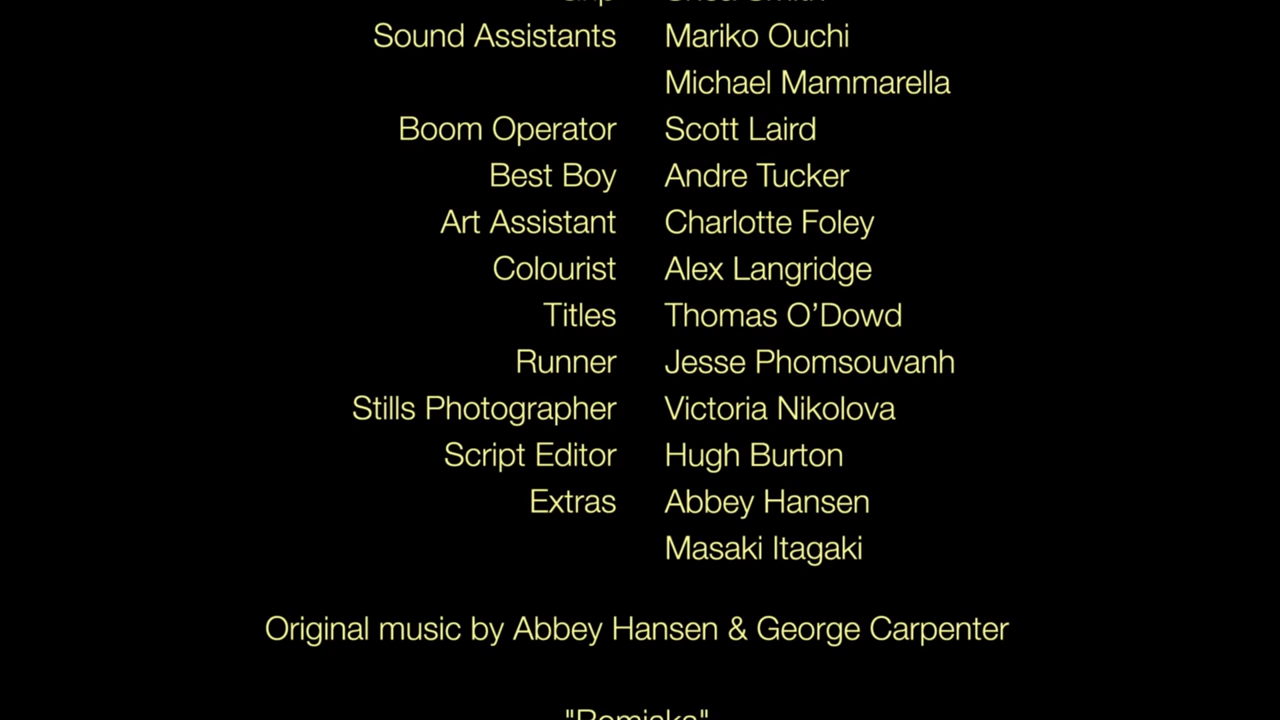 Sound Assistants Mariko Ouchi
Michael Mammarella
Boom Operator Scott Laird
Best Boy Andre Tucker
Art Assistant Charlotte Foley
Colourist Alex Langridge
Titles Thomas O’Dowd
Runner Jesse Phomsouvanh
Stills Photographer Victoria Nikolova
Script Editor Hugh Burton
Extras Abbey Hansen
Masaki Itagaki
Original music by Abbey Hansen & George Carpenter